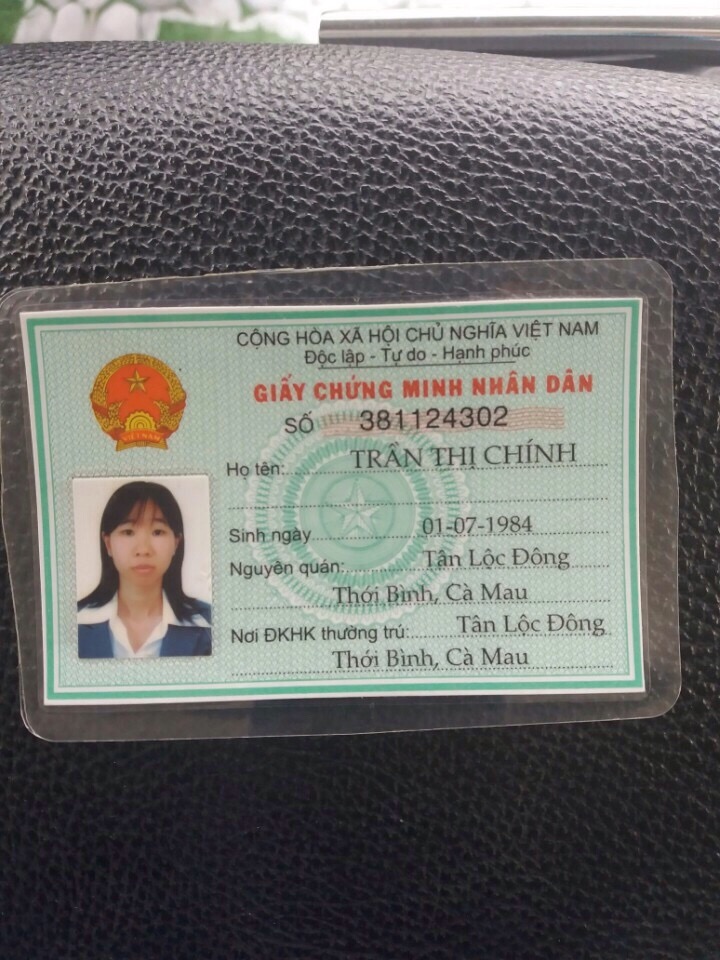 CỘNG HÒA XÃ HỘI CHỦ NGHĨA VIỆT NAM
Độc lập - Tự do - Hạnh phúc
GIẤY CHỨNG MINH NHÂN DÂN
SỐ 381124302
Họ tên: TRẦN THỊ CHÍNH
Sinh ngày 01-07-1984
Nguyên quán: Tân Lộc Đông
Thới Bình, Cà Mau
Nơi ĐKHK thường trú: Tân Lộc Đông
Thới Bình, Cà Mau
VIỆT NAM